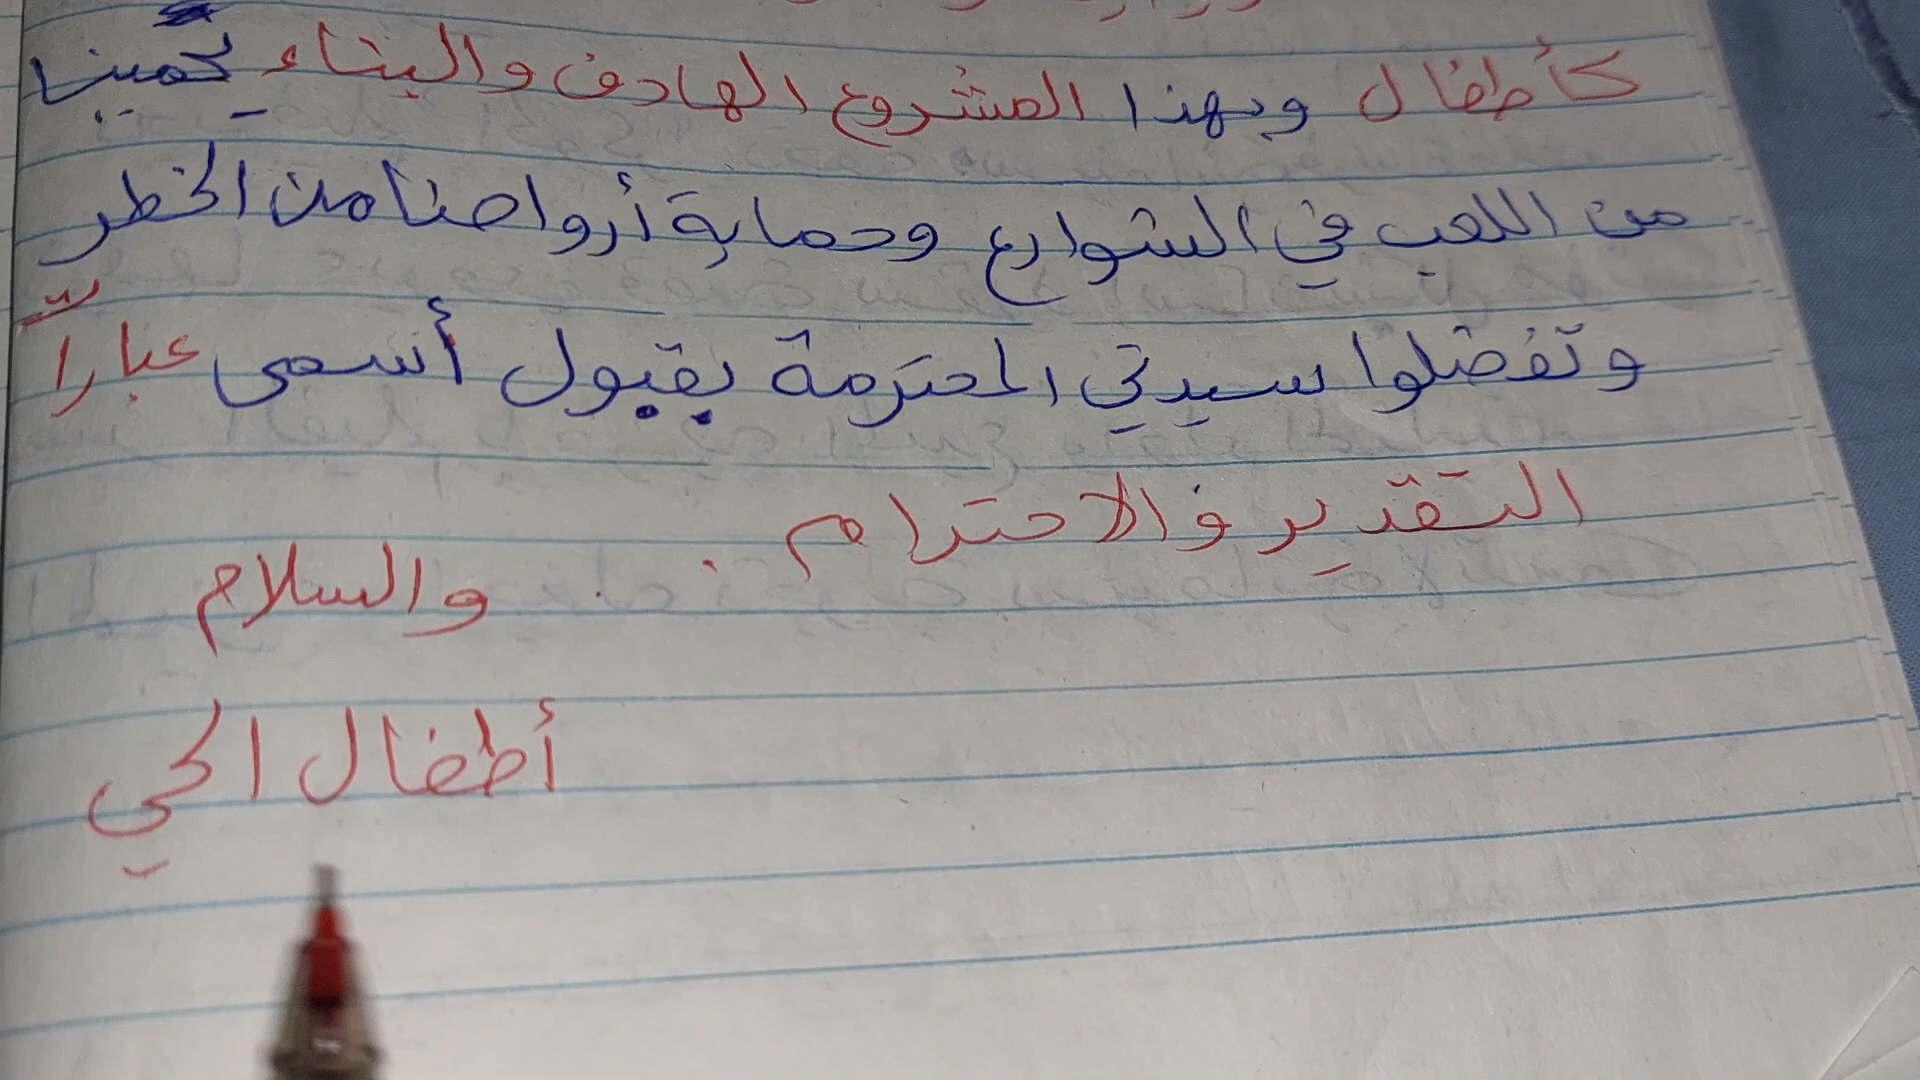 كأطفال وبهذا المشروع الهادف والبناء يحمينا
من اللعب في الشوارع وحماية أرواحنا من الخطر
وتفضلوا سيدتي المحترمة بقبول أسمى عبارات
التقدير والاحترام.
والسلام
أطفال الحي